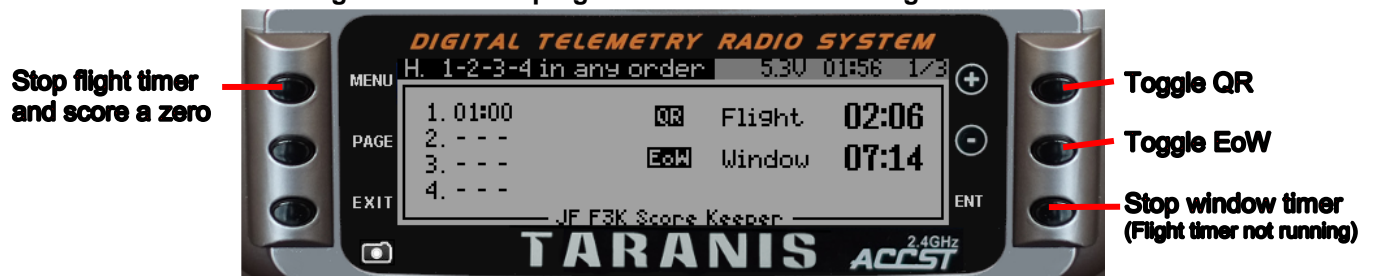 DIGITAL TELEMETRY RADIO SYSTEM
H. 1-2-3-4 in any order 5.3V 01:56 1/3
Stop flight timer
and score a zero
MENU
PAGE
EXIT
1. 01:00
2. - - -
3. - - -
4. - - -
QR Flight 02:06
EoW Window 07:14
JF F3K Score Keeper
+
-
ENT
Toggle QR
Toggle EoW
Stop window timer
(Flight timer not running)
TARANIS
2.4GHz
ACCST